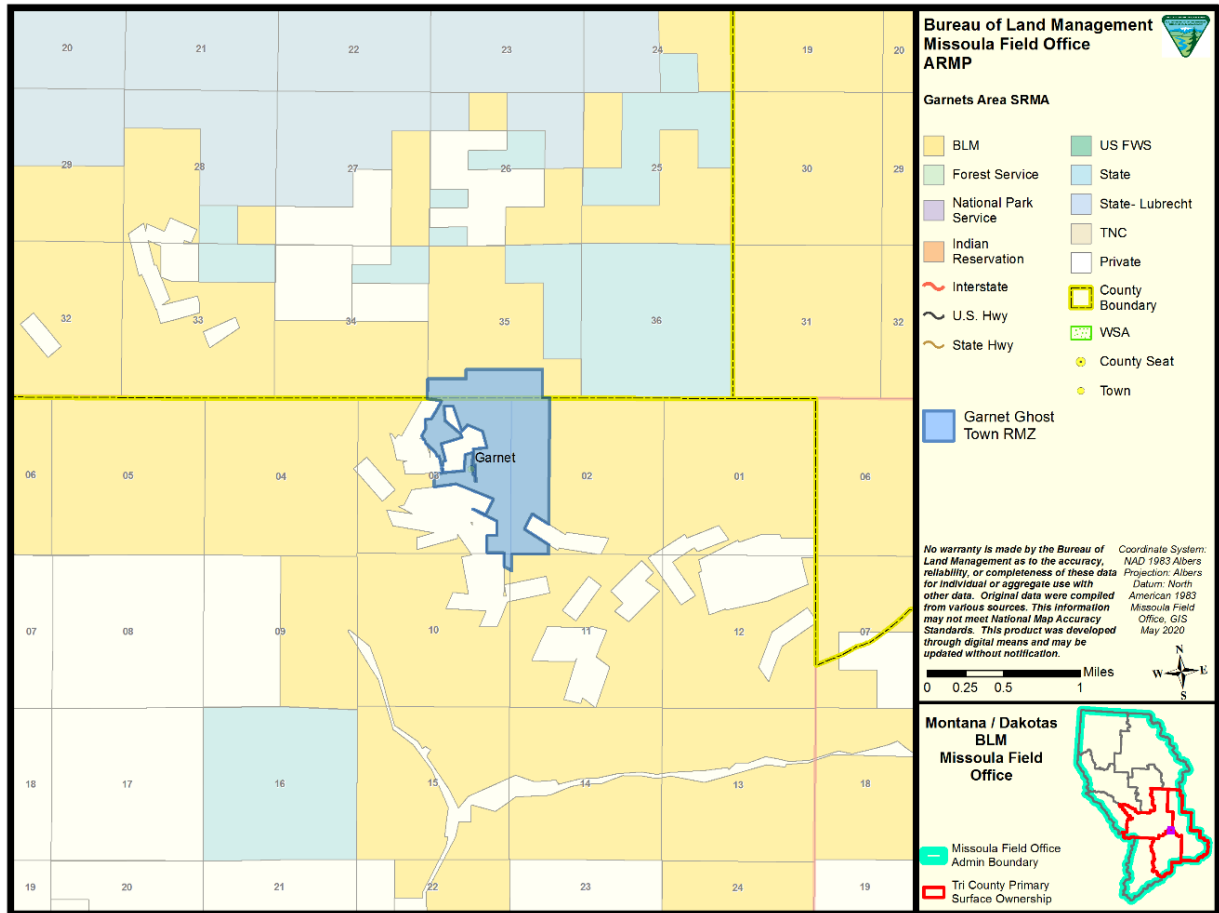 20
21
22
23
24
19
20
29
28
27
26
25
30
29
32
33
34
35
36
31
32
06
05
04
Garnet
02
01
06
07
08
09
10
11
12
07
18
17
16
15
14
13
18
19
20
21
22
23
24
19
Bureau of Land Management
Missoula Field Office
ARMP
Garnets Area SRMA
BLM
Forest Service
National Park
Service
Indian
Reservation
Interstate
U.S. Hwy
State Hwy
US FWS
State
State- Lubrecht
TNC
Private
County
Boundary
WSA
County Seat
Town
Garnet Ghost
Town RMZ
No warranty is made by the Bureau of
Land Management as to the accuracy,
reliability, or completeness of these data
for individual or aggregate use with
other data. Original data were compiled
from various sources. This information
may not meet National Map Accuracy
Standards. This product was developed
through digital means and may be
updated without notification.
Coordinate System:
NAD 1983 Albers
Projection: Albers
Datum: North
American 1983
Missoula Field
Office, GIS
May 2020
Miles
0 0.25 0.5 1
N
W E
S
Montana / Dakotas
BLM
Missoula Field
Office
Missoula Field Office
Admin Boundary
Tri County Primary
Surface Ownership